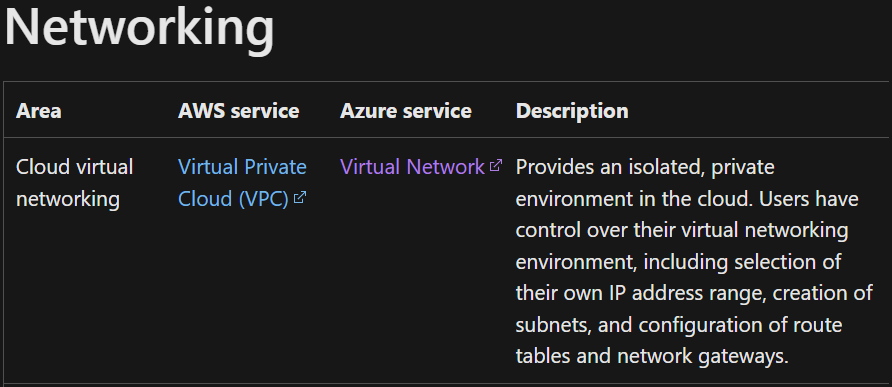 Networking
Area AWS service Azure service Description
Cloud virtual networking
Virtual Private Cloud (VPC)
Virtual Network
Provides an isolated, private
environment in the cloud. Users have
control over their virtual networking
environment, including selection of
their own IP address range, creation of
subnets, and configuration of route
tables and network gateways.